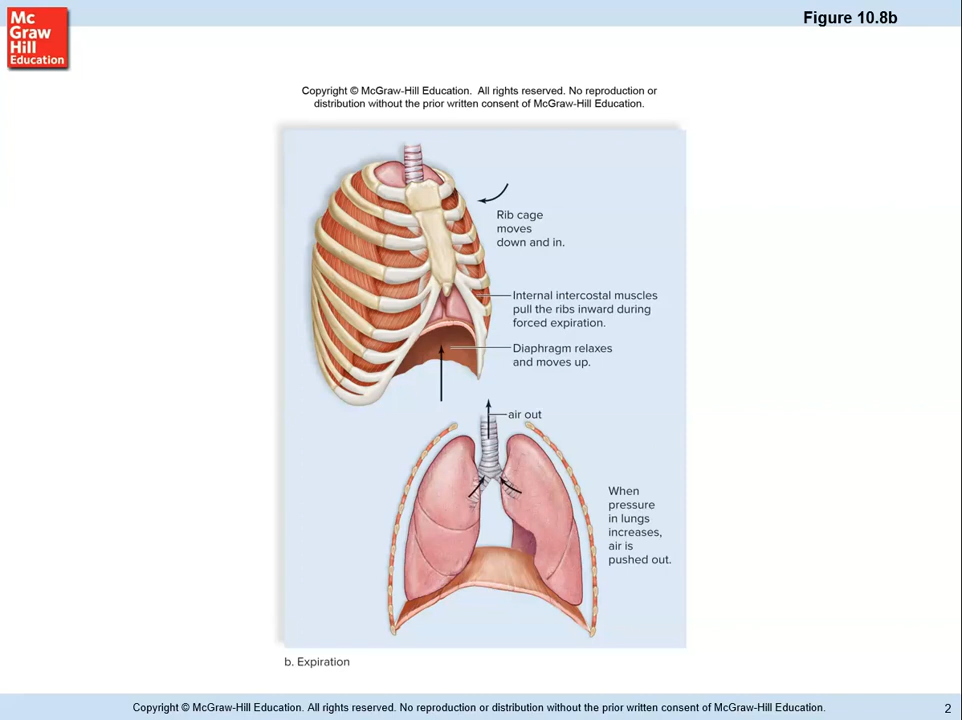 Mc
Graw
Hill
Education
Figure 10.8b
Copyright © McGraw-Hill Education. All rights reserved. No reproduction or
distribution without the prior written consent of McGraw-Hill Education.
Rib cage
moves
down and in.
Internal intercostal muscles
pull the ribs inward during
forced expiration.
Diaphragm relaxes
and moves up.
air out
When
pressure
in lungs
increases,
air is
pushed out.
b. Expiration
Copyright © McGraw-Hill Education. All rights reserved. No reproduction or distribution without the prior written consent of McGraw-Hill Education.
2